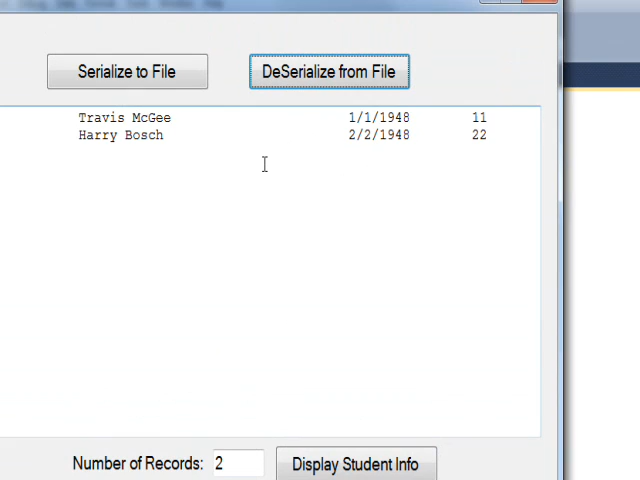 Serialize to File DeSerialize from File
Travis McGee 1/1/1948 11
Harry Bosch 2/2/1948 22
Number of Records: 2 Display Student Info